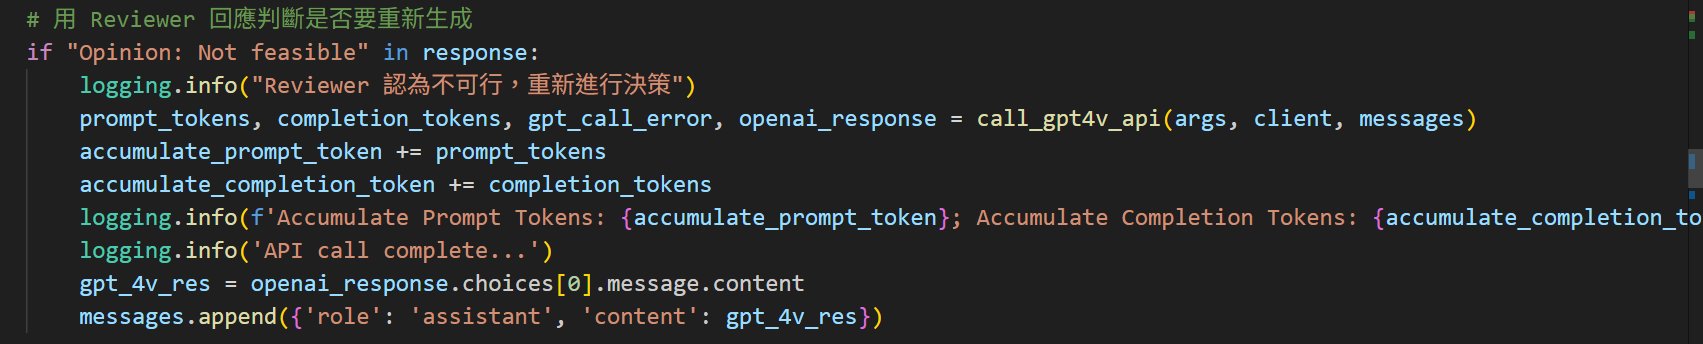 # 用 Reviewer 回應判斷是否要重新生成
if "Opinion: Not feasible" in response:
logging.info("Reviewer 認為不可行，重新進行決策")
prompt_tokens, completion_tokens, gpt_call_error, openai_response = call_gpt4v_api(args, client, messages)
accumulate_prompt_token += prompt_tokens
accumulate_completion_token += completion_tokens
logging.info(f'Accumulate Prompt Tokens: {accumulate_prompt_token}; Accumulate Completion Tokens: {accumulate_completion_to
logging.info('API call complete...')
gpt_4v_res = openai_response.choices[0].message.content
messages.append({'role': 'assistant', 'content': gpt_4v_res})